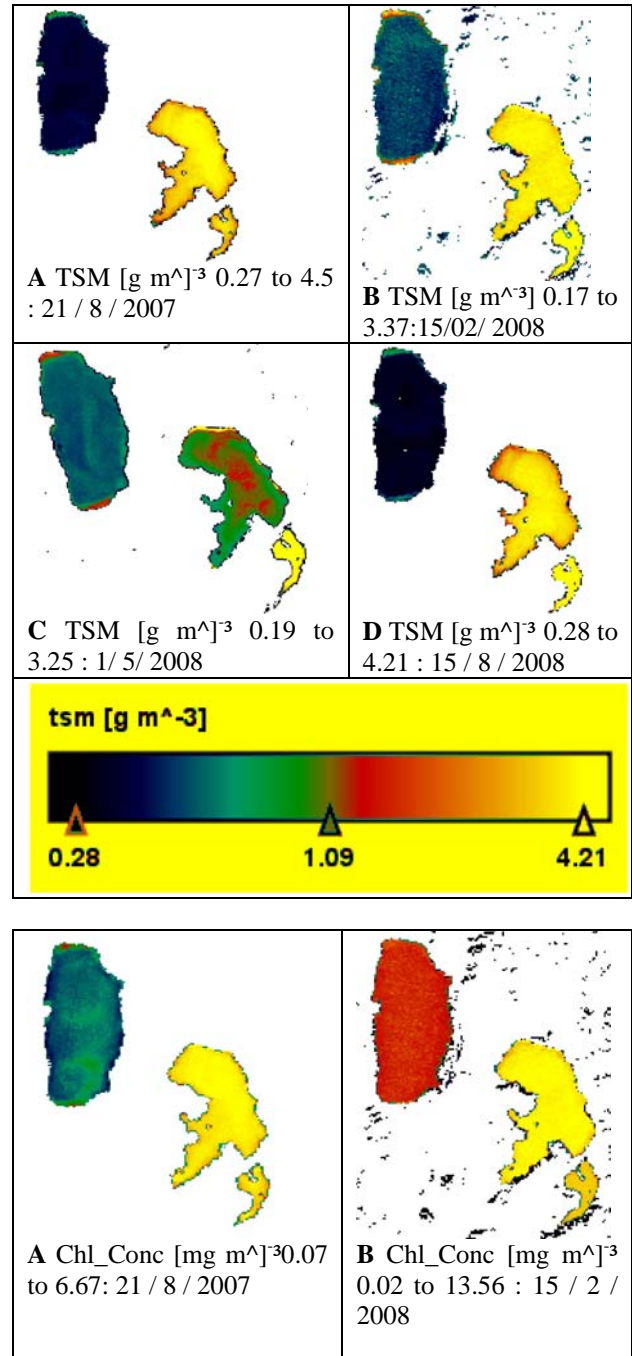 A TSM [g m^]⁻³ 0.27 to 4.5
: 21 / 8 / 2007
B TSM [g m^⁻³] 0.17 to
3.37:15/02/ 2008
C TSM [g m^]⁻³ 0.19 to
3.25 : 1/ 5/ 2008
D TSM [g m^]⁻³ 0.28 to
4.21 : 15 / 8 / 2008
tsm [g m^-3]
0.28 1.09 4.21
A Chl_Conc [mg m^]⁻³0.07
to 6.67: 21 / 8 / 2007
B Chl_Conc [mg m^]⁻³
0.02 to 13.56 : 15 / 2 /
2008